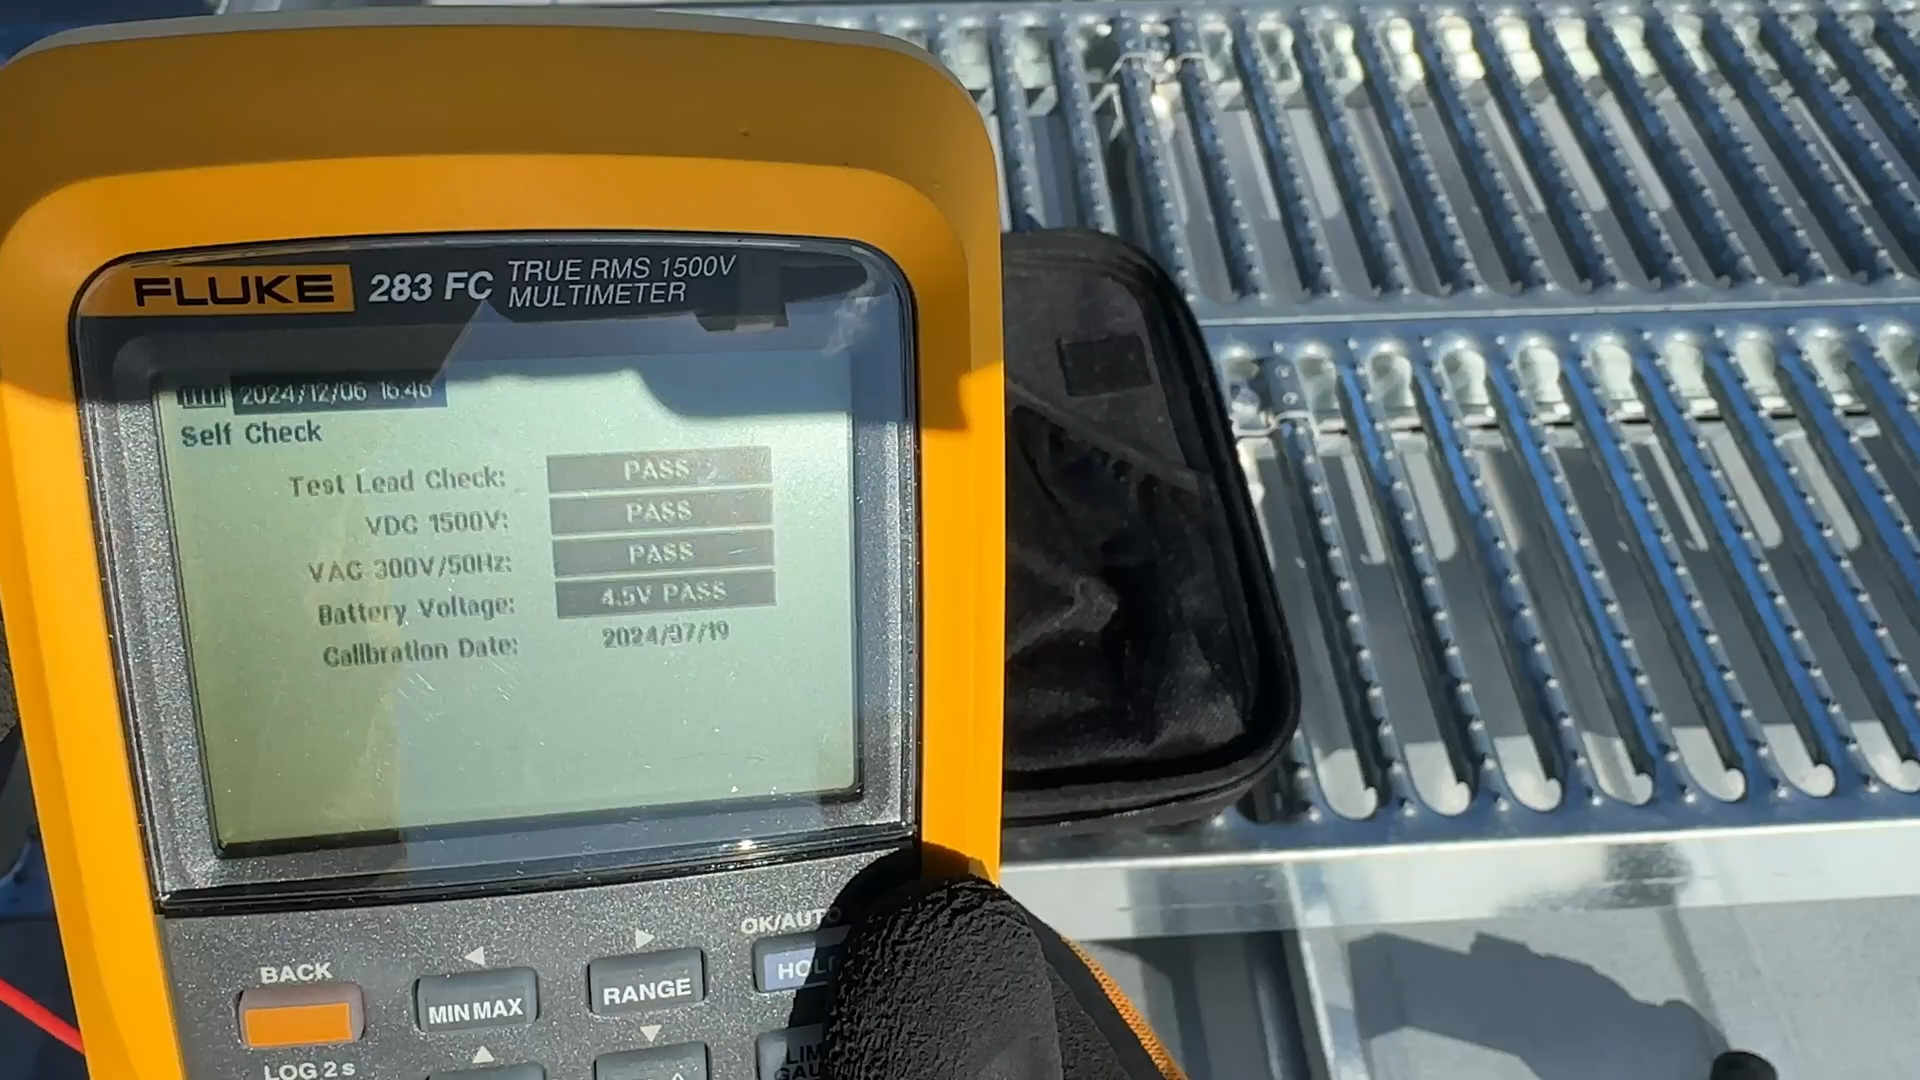 FLUKE 283 FC TRUE RMS 1500V
MULTIMETER
2024/12/06 16:46
Self Check
Test Lead Check: PASS
VDC 1500V: PASS
VAC 300V/50Hz: PASS
Battery Voltage: 4.5V PASS
Calibration Date: 2024/07/19
OK/AUTO
BACK
MIN MAX
RANGE
LOG 2 s